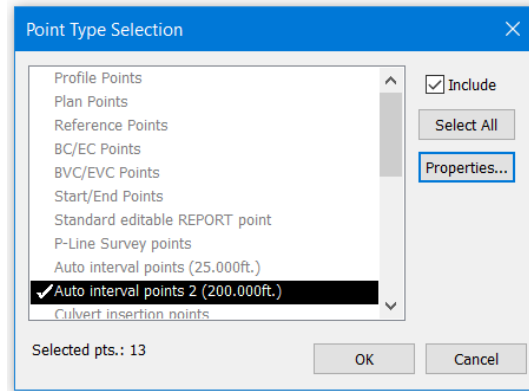 Point Type Selection
Profile Points
Include
Plan Points
Reference Points
Select All
BC/EC Points
BVC/EVC Points
Properties...
Start/End Points
Standard editable REPORT point
P-Line Survey points
Auto interval points (25.000ft.)
Auto interval points 2 (200.000ft.)
Culvert insertion points
Selected pts.: 13
OK
Cancel